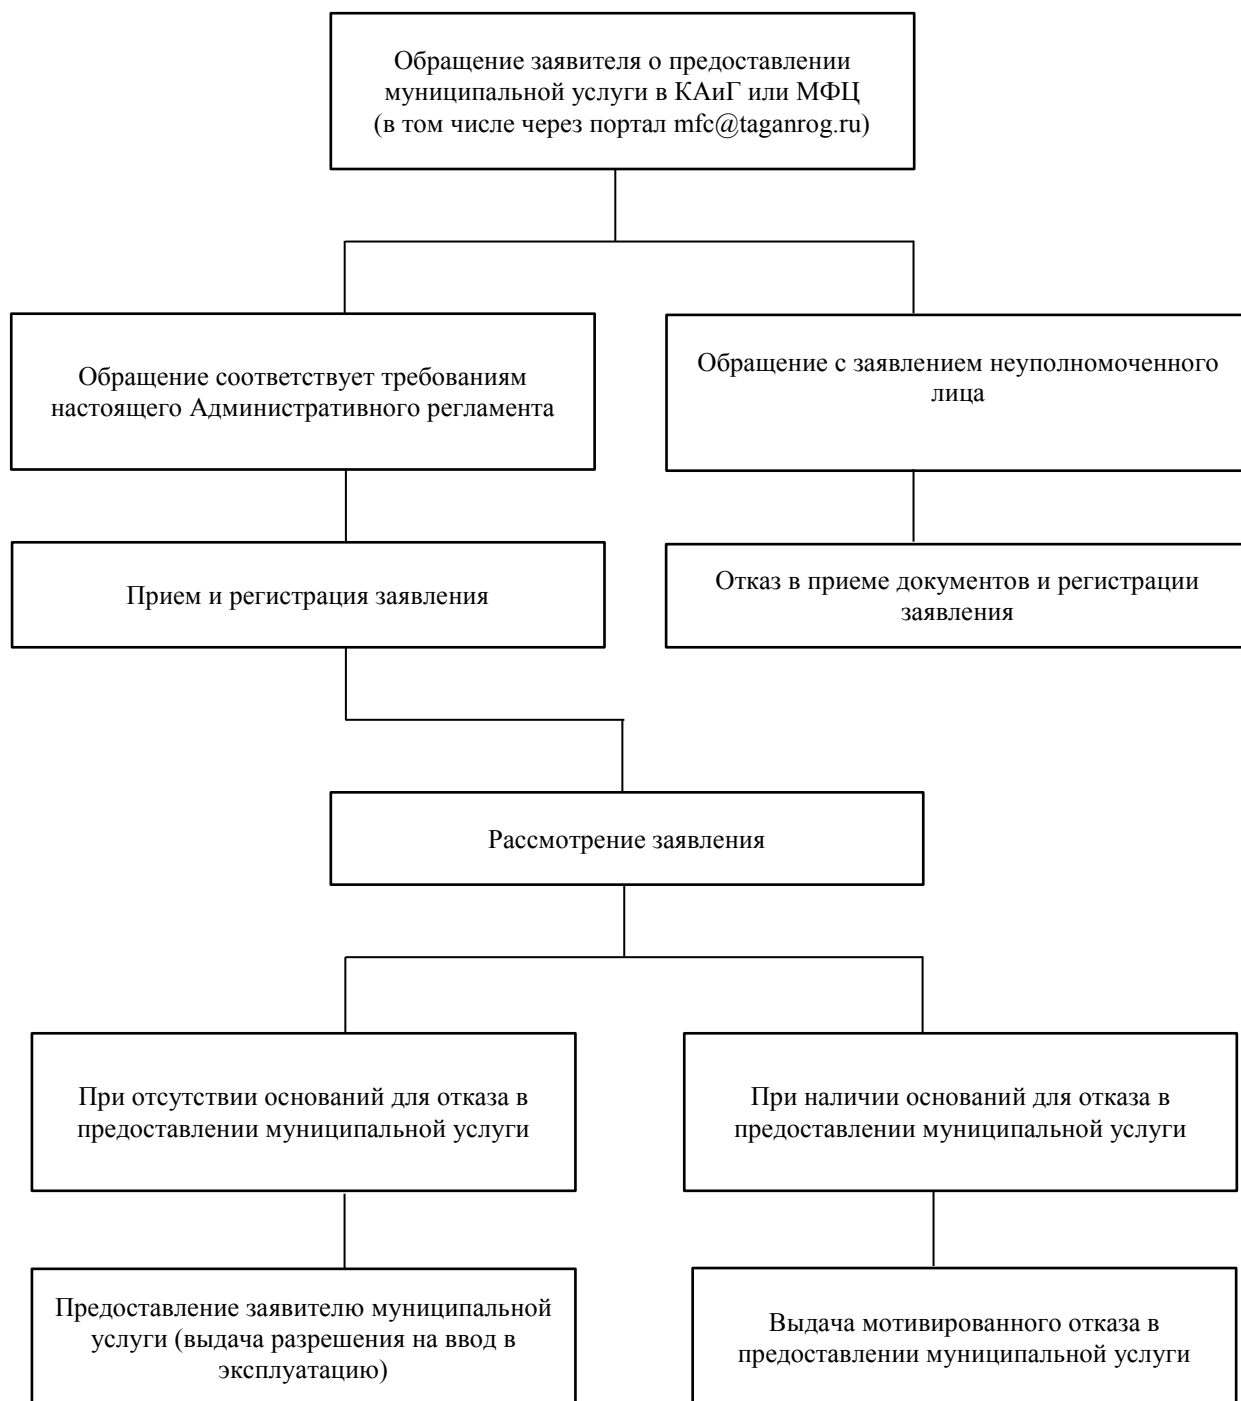 Обращение заявителя о предоставлении
муниципальной услуги в КАиГ или МФЦ
(в том числе через портал mfc@taganrog.ru)
Обращение соответствует требованиям
настоящего Административного регламента
Обращение с заявлением неуполномоченного
лица
Прием и регистрация заявления
Отказ в приеме документов и регистрации
заявления
Рассмотрение заявления
При отсутствии оснований для отказа в
предоставлении муниципальной услуги
При наличии оснований для отказа в
предоставлении муниципальной услуги
Предоставление заявителю муниципальной
услуги (выдача разрешения на ввод в
эксплуатацию)
Выдача мотивированного отказа в
предоставлении муниципальной услуги